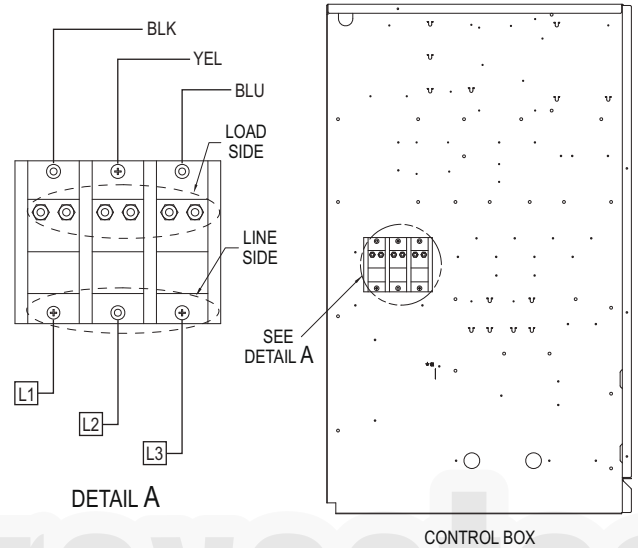 BLK
YEL
BLU
LOAD
SIDE
LINE
SIDE
SEE
DETAIL A
L1
L2
L3
DETAIL A
CONTROL BOX